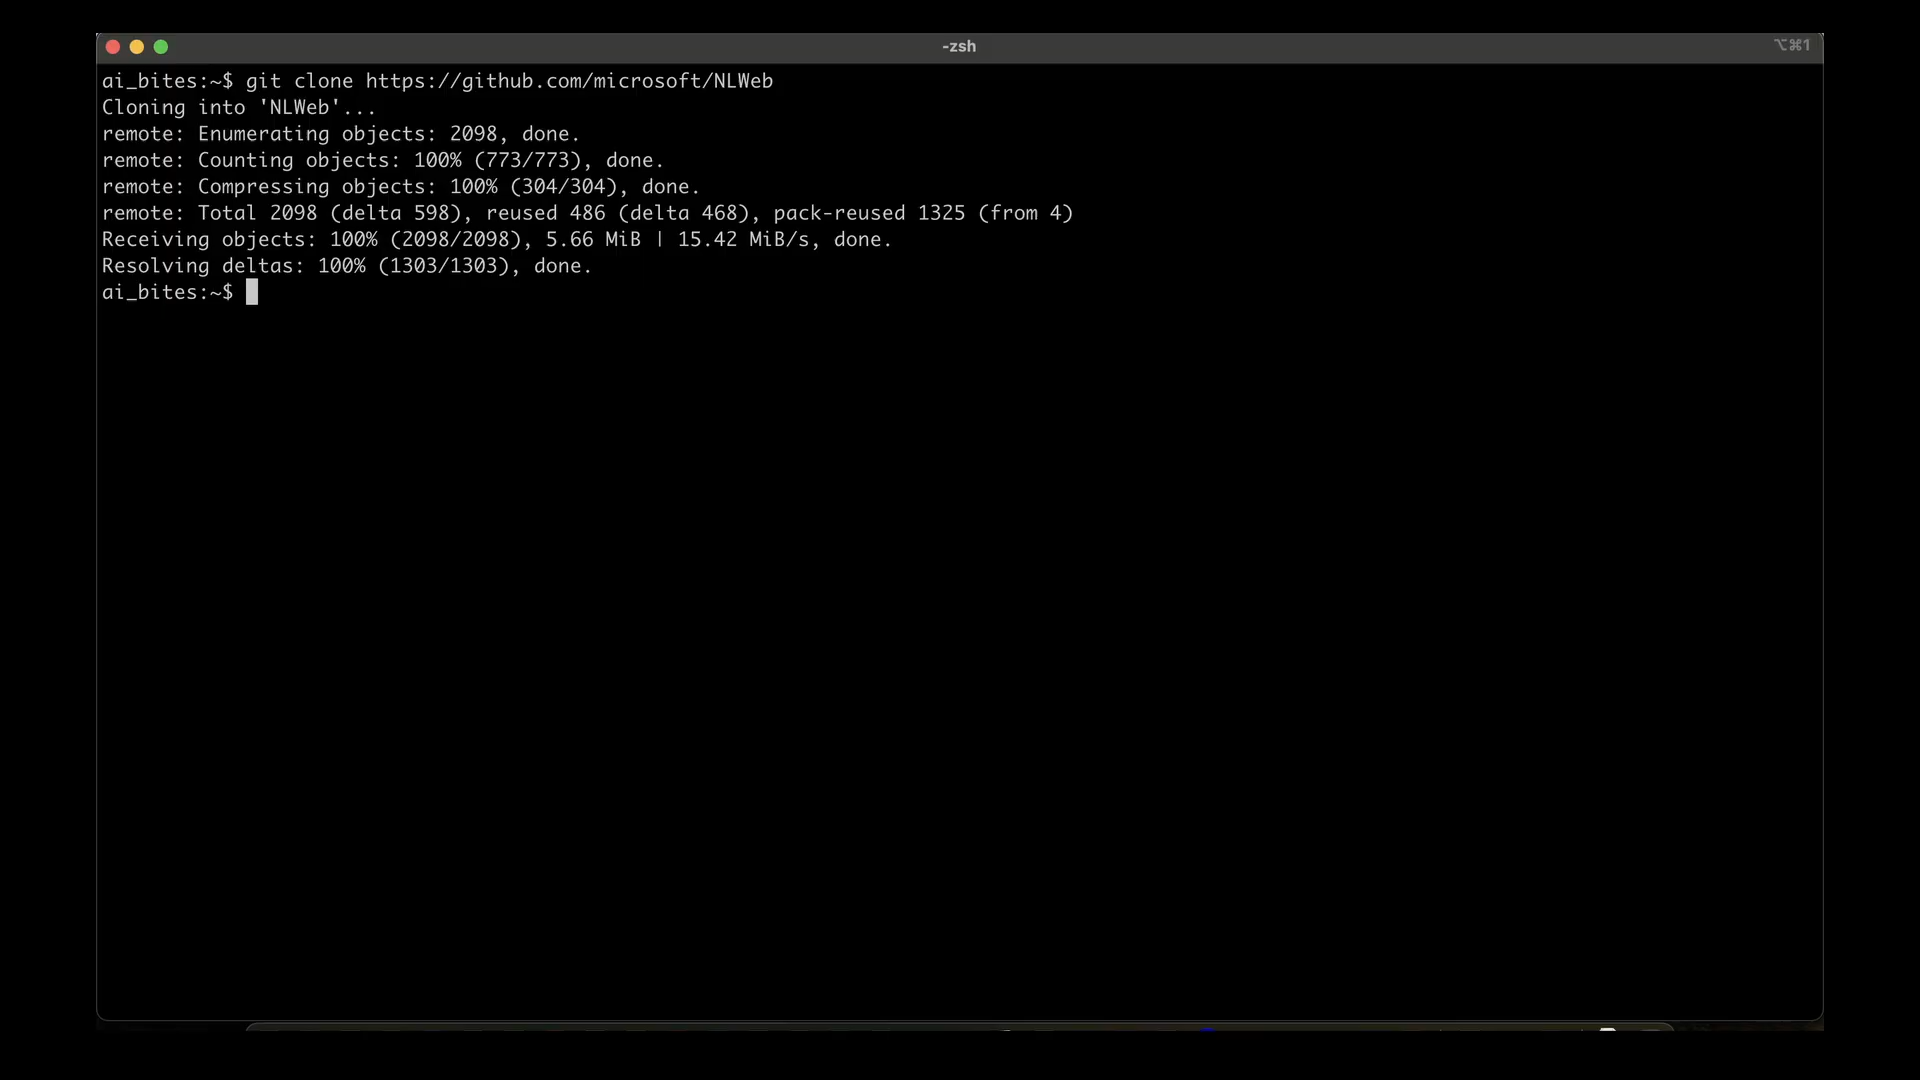 -zsh
⌥⌘1
ai_bites:~$ git clone https://github.com/microsoft/NLWeb
Cloning into 'NLWeb'...
remote: Enumerating objects: 2098, done.
remote: Counting objects: 100% (773/773), done.
remote: Compressing objects: 100% (304/304), done.
remote: Total 2098 (delta 598), reused 486 (delta 468), pack-reused 1325 (from 4)
Receiving objects: 100% (2098/2098), 5.66 MiB | 15.42 MiB/s, done.
Resolving deltas: 100% (1303/1303), done.
ai_bites:~$